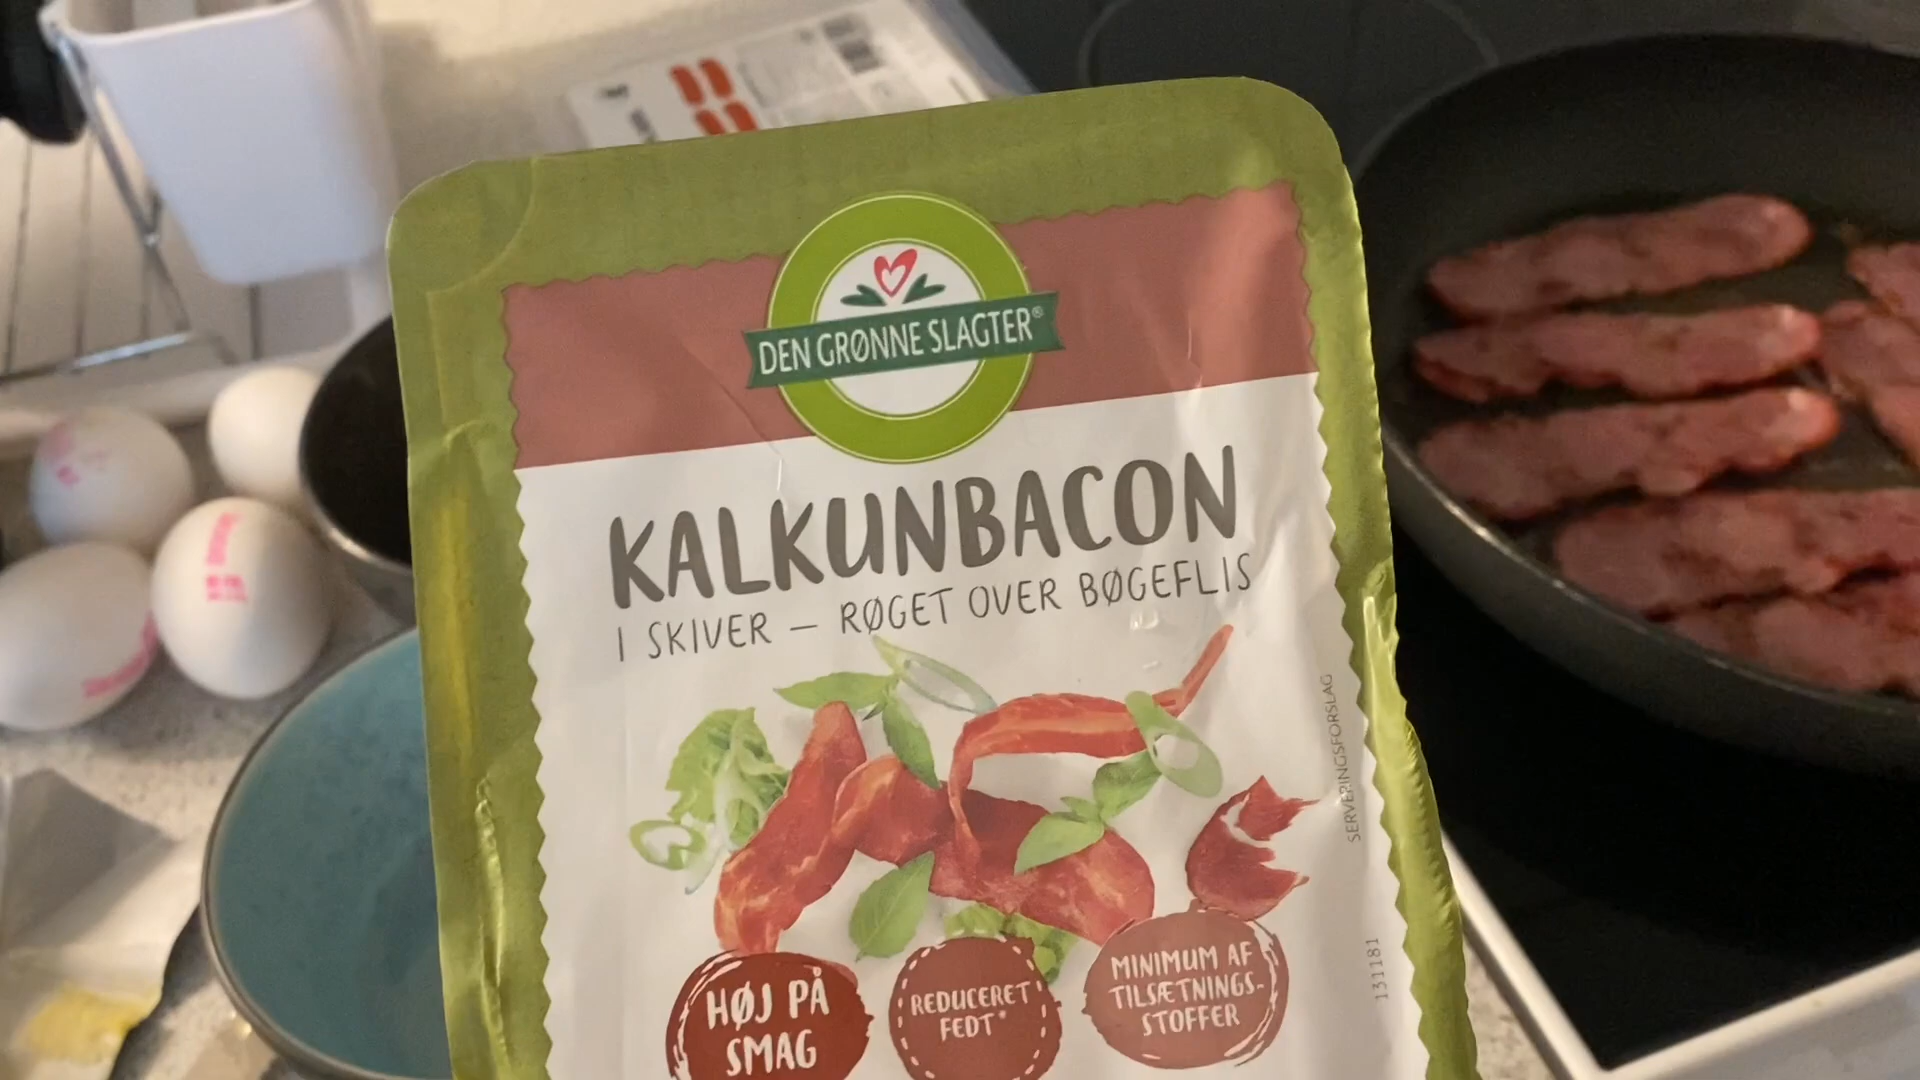 DEN GRØNNE SLAGTER®
KALKUNBACON
I SKIVER – RØGET OVER BØGEFLIS
SERVERINGSFORSLAG
HØJ PÅ
SMAG
REDUCERET
FEDT*
MINIMUM AF
TILSÆTNINGS-
STOFFER
131181